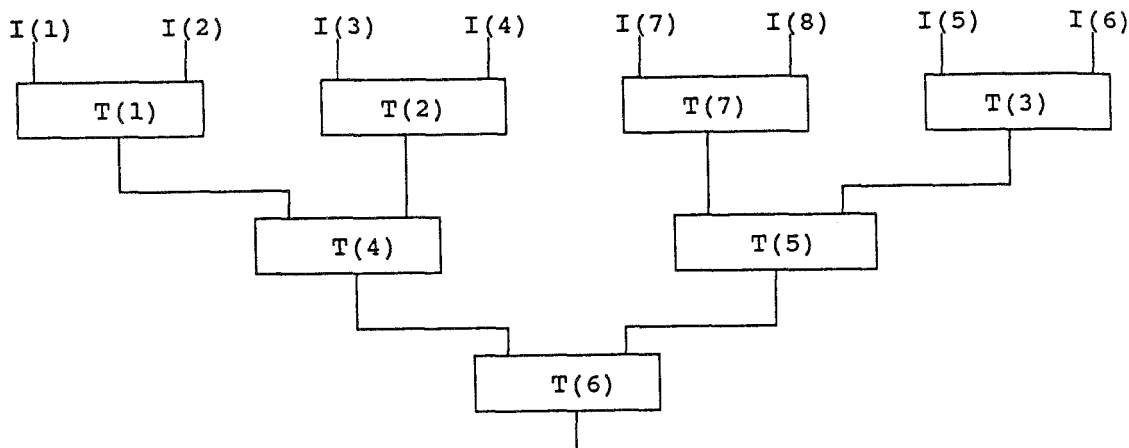 I(1) I(2) I(3) I(4) I(7) I(8) I(5) I(6)
T(1) T(2) T(7) T(3)
T(4) T(5)
T(6)